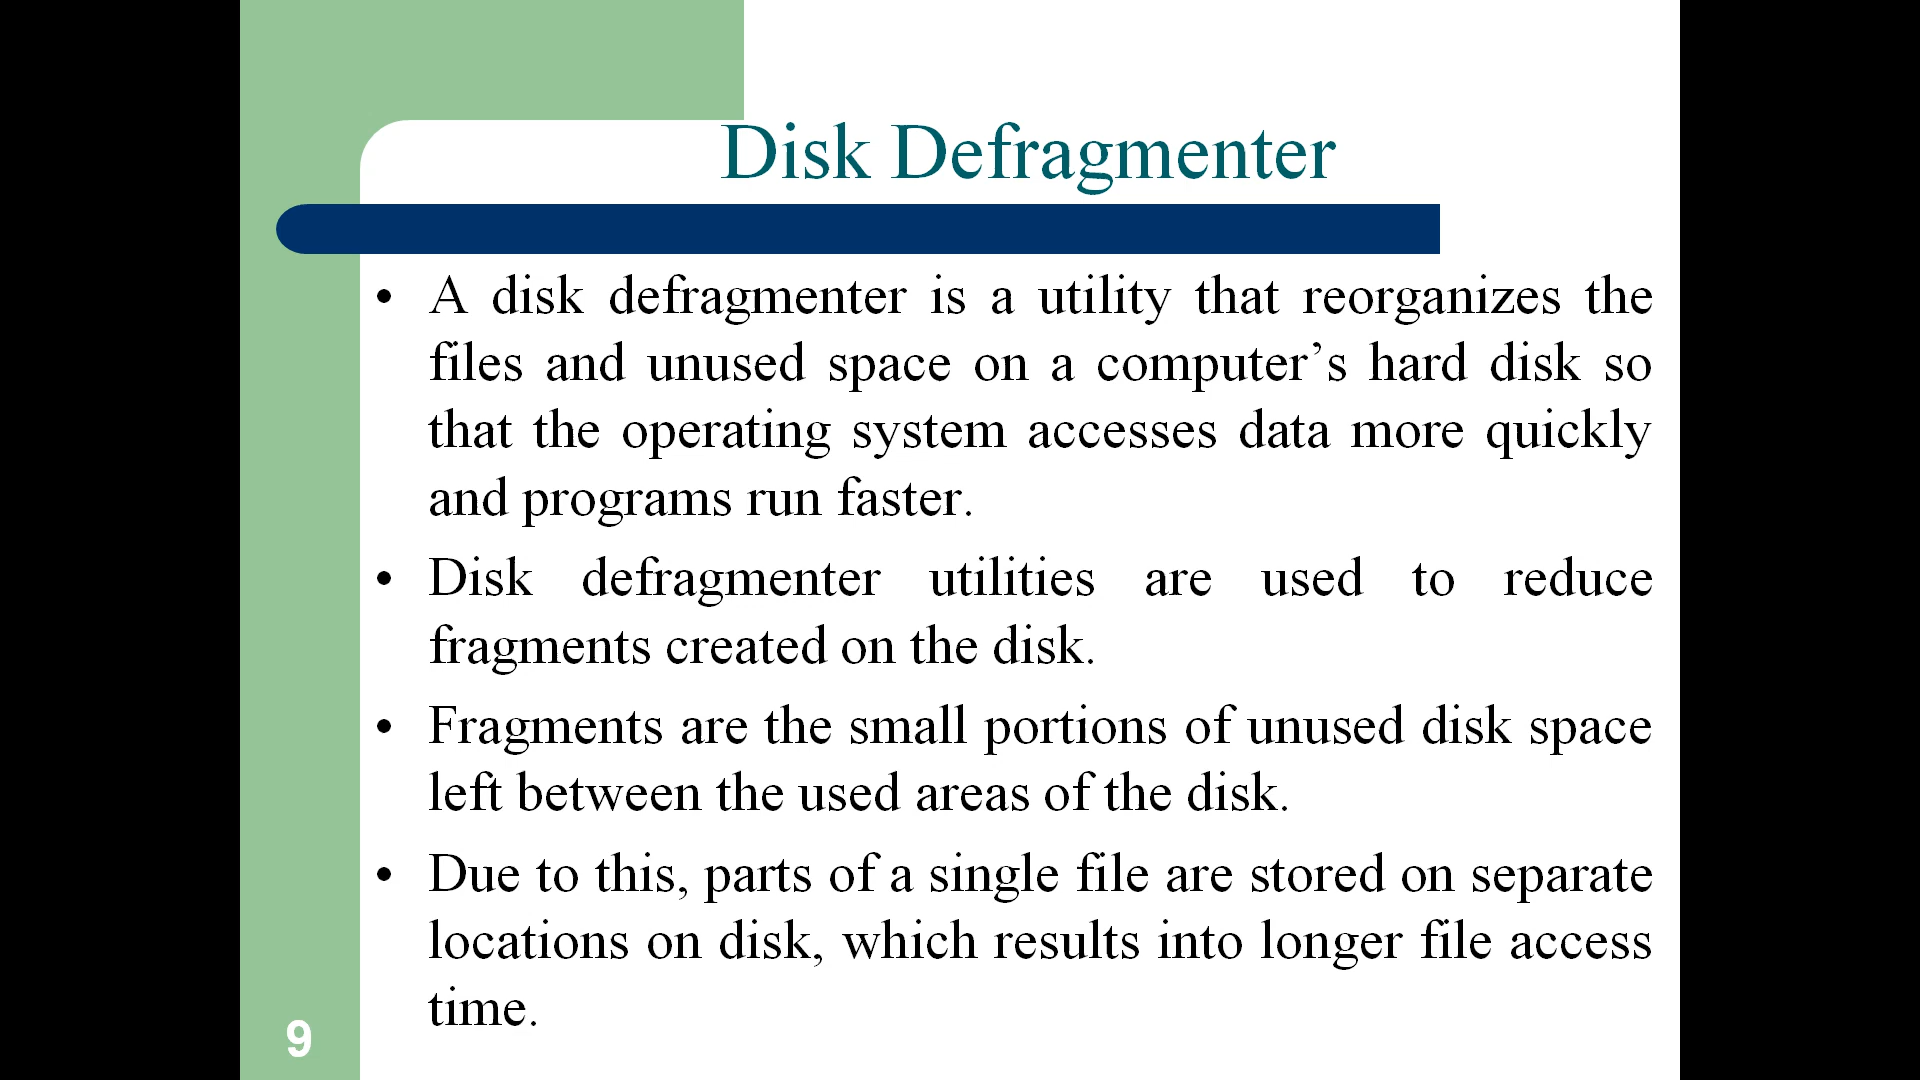 Disk Defragmenter
• A disk defragmenter is a utility that reorganizes the
files and unused space on a computer’s hard disk so
that the operating system accesses data more quickly
and programs run faster.
• Disk defragmenter utilities are used to reduce
fragments created on the disk.
• Fragments are the small portions of unused disk space
left between the used areas of the disk.
• Due to this, parts of a single file are stored on separate
locations on disk, which results into longer file access
time.
9